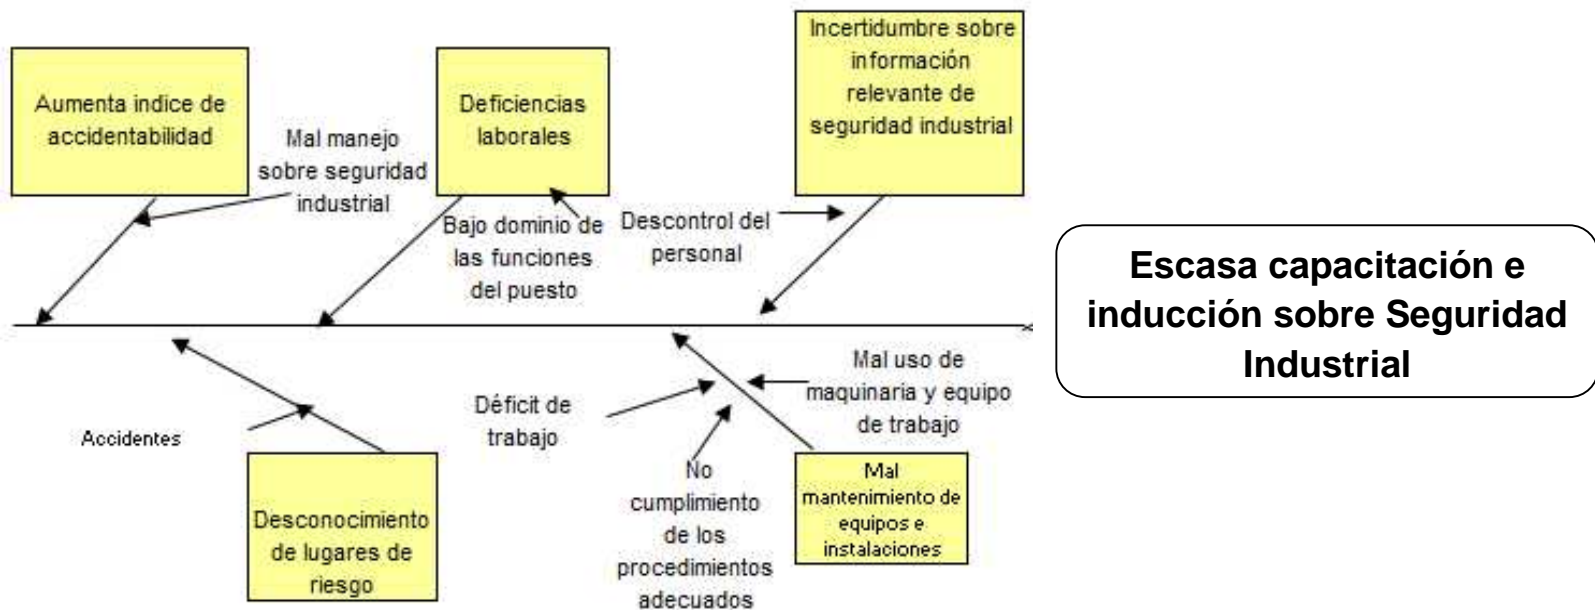 Aumenta indice de
accidentabilidad
Mal manejo
sobre seguridad
industrial
Deficiencias
laborales
Bajo dominio de
las funciones
del puesto
Incertidumbre sobre
información
relevante de
seguridad industrial
Descontrol del
personal
Escasa capacitación e
inducción sobre Seguridad
Industrial
Accidentes
Desconocimiento
de lugares de
riesgo
Déficit de
trabajo
No
cumplimiento
de los
procedimientos
adecuados
Mal uso de
maquinaria y equipo
de trabajo
Mal
mantenimiento de
equipos e
instalaciones